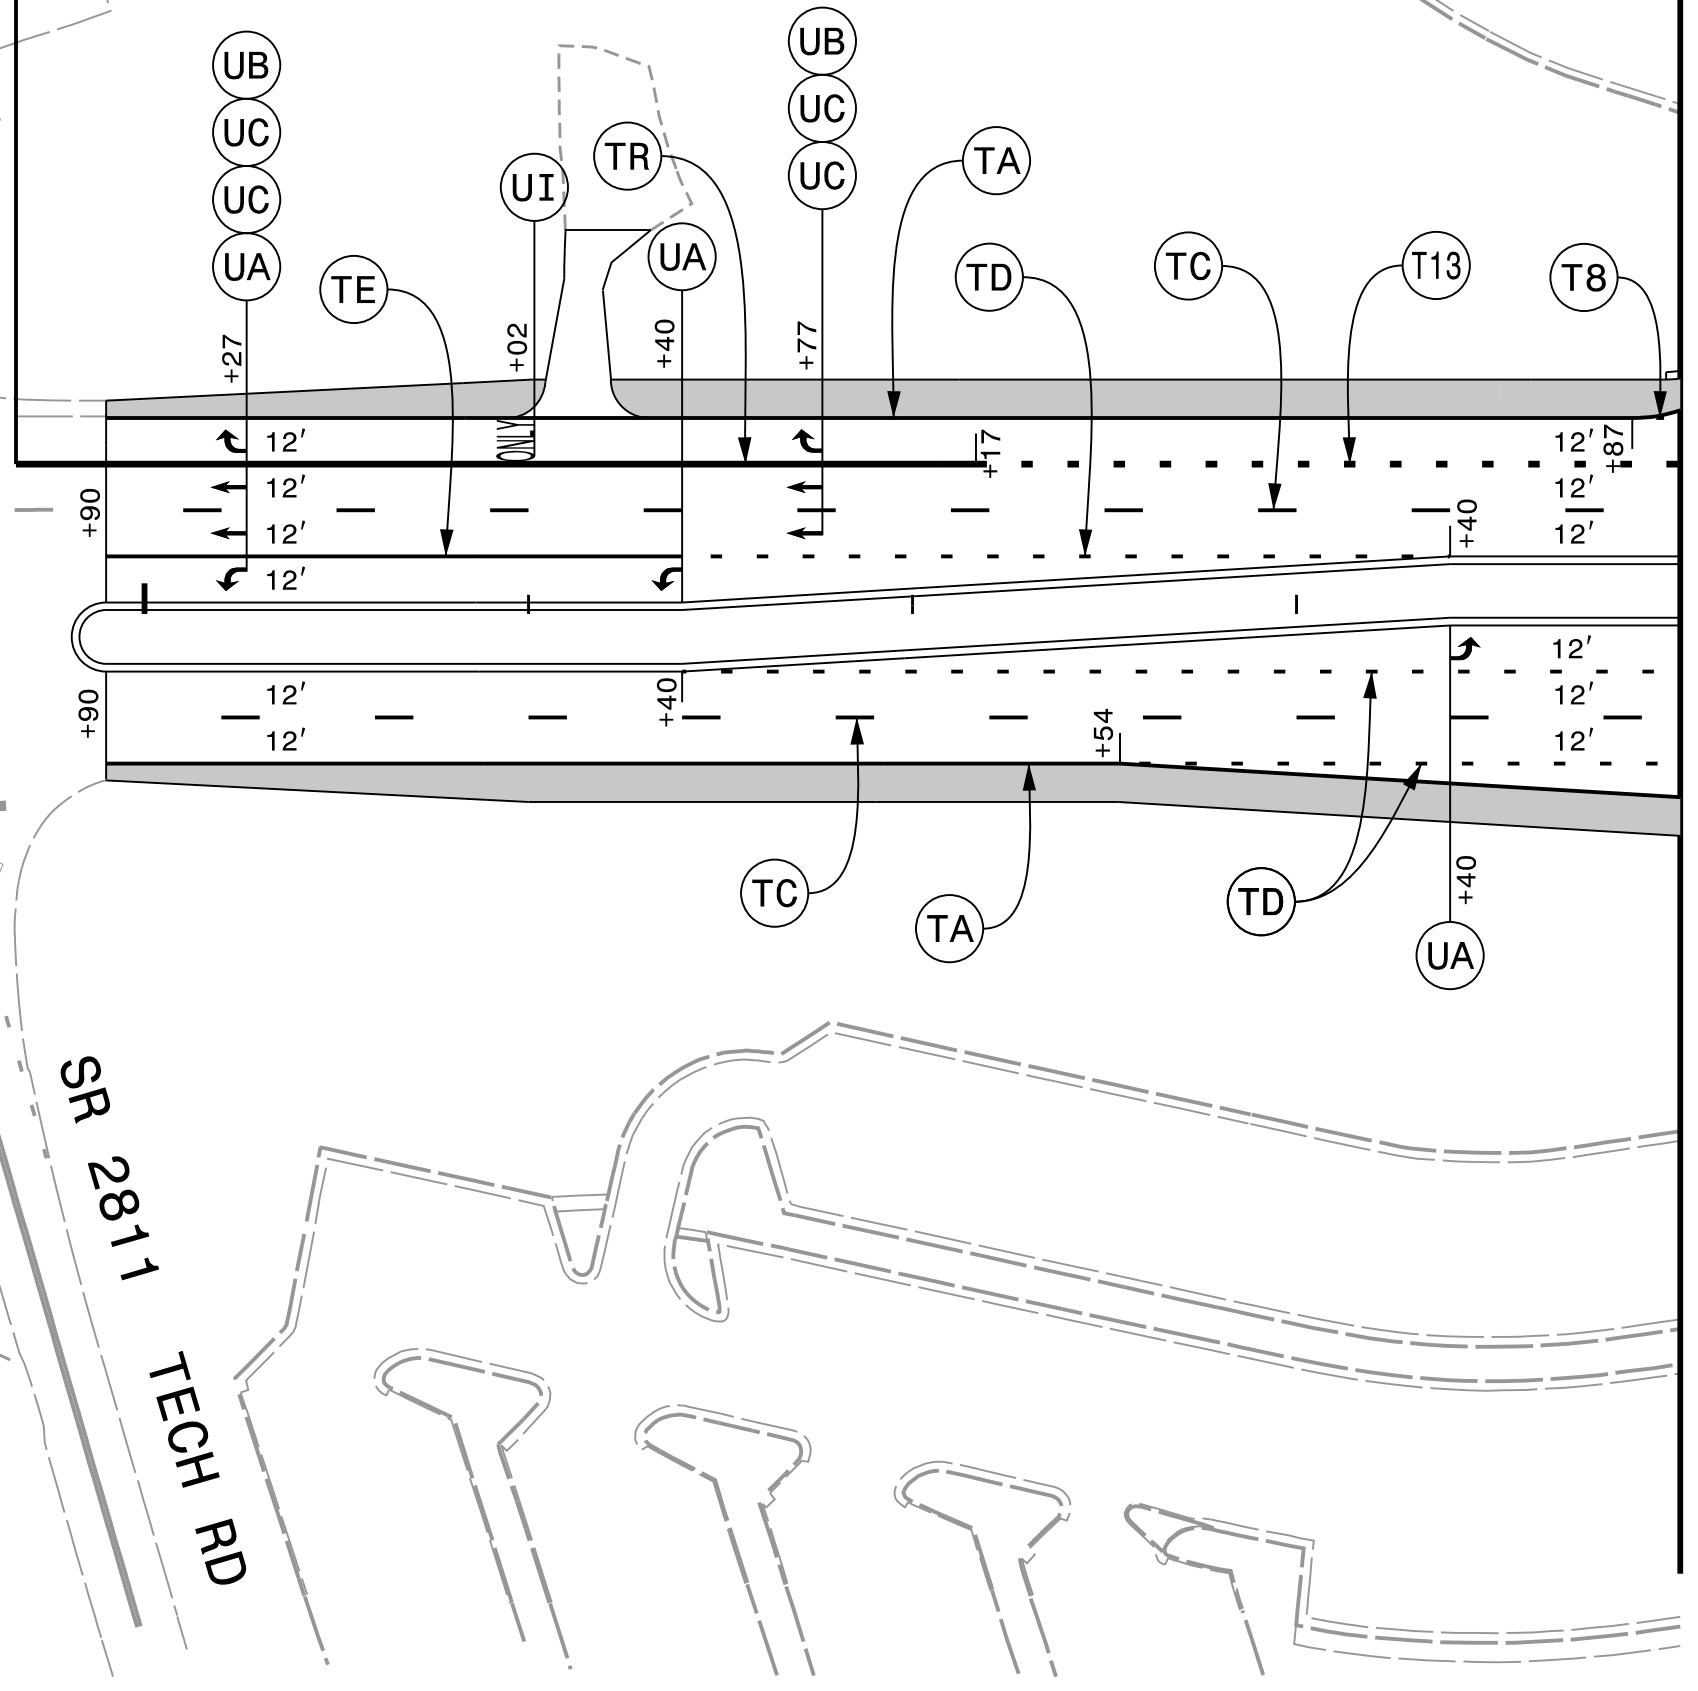 UB
UC
UC
UA
TE
UI
TR
UA
UB
UC
UC
TA
TD
TC
T13
T8
+27
+02
+40
+77
ONLY
12'
12'
12'
12'
+17
+87
12'
12'
12'
+40
+90
+90
12'
12'
+40
+54
12'
12'
12'
TC
TA
TD
+40
UA
SR 2811 TECH RD